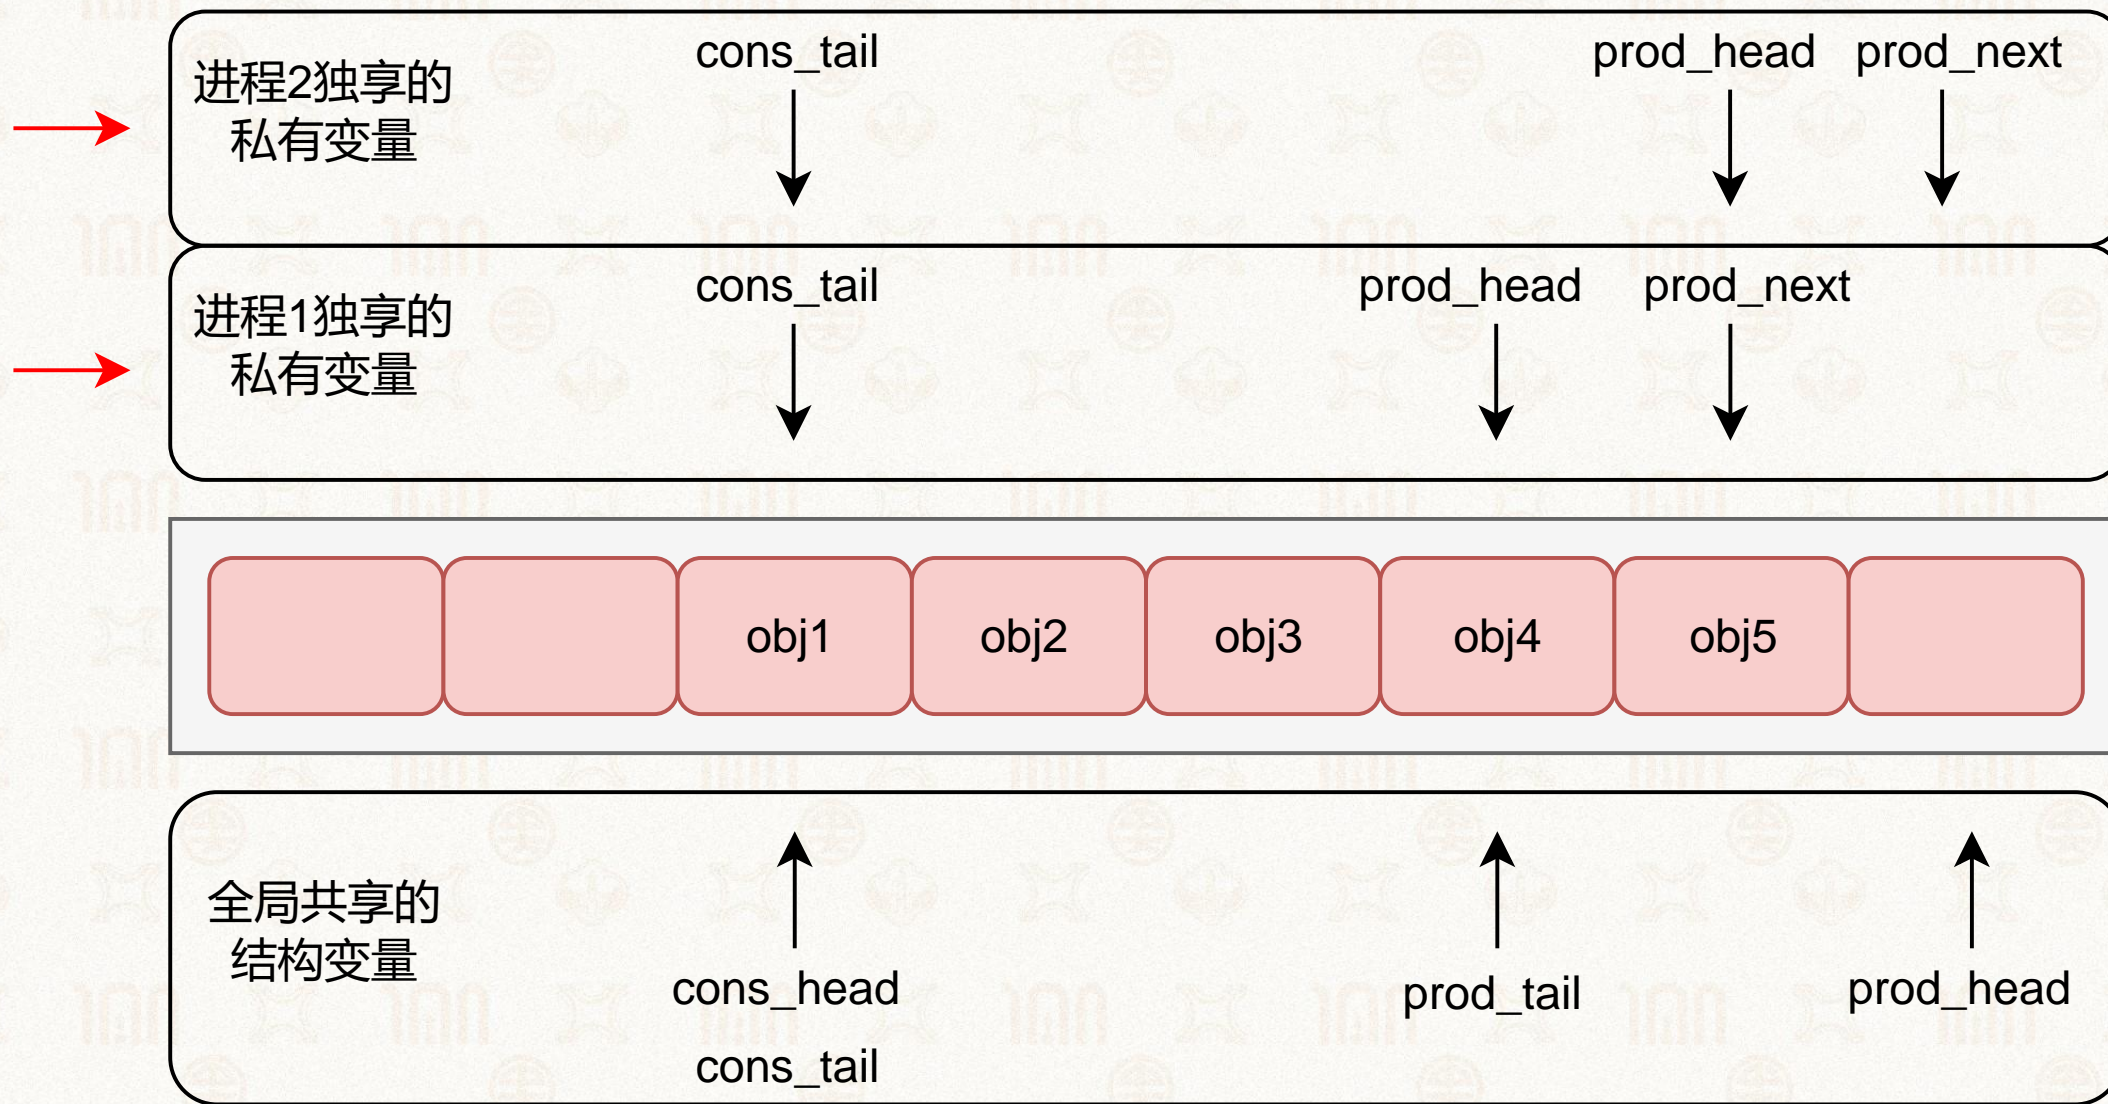 cons_tail
prod_head
prod_next
进程2独享的
私有变量
cons_tail
prod_head
prod_next
进程1独享的
私有变量
obj1
obj2
obj3
obj4
obj5
全局共享的
结构变量
cons_head
prod_tail
prod_head
cons_tail